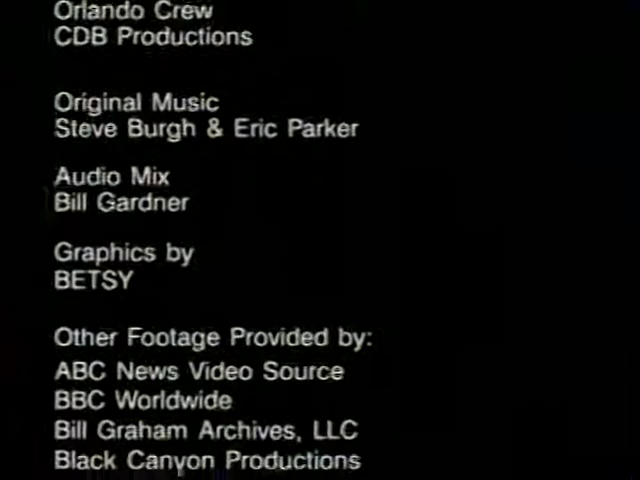 Orlando Crew
CDB Productions
Original Music
Steve Burgh & Eric Parker
Audio Mix
Bill Gardner
Graphics by
BETSY
Other Footage Provided by:
ABC News Video Source
BBC Worldwide
Bill Graham Archives, LLC
Black Canyon Productions